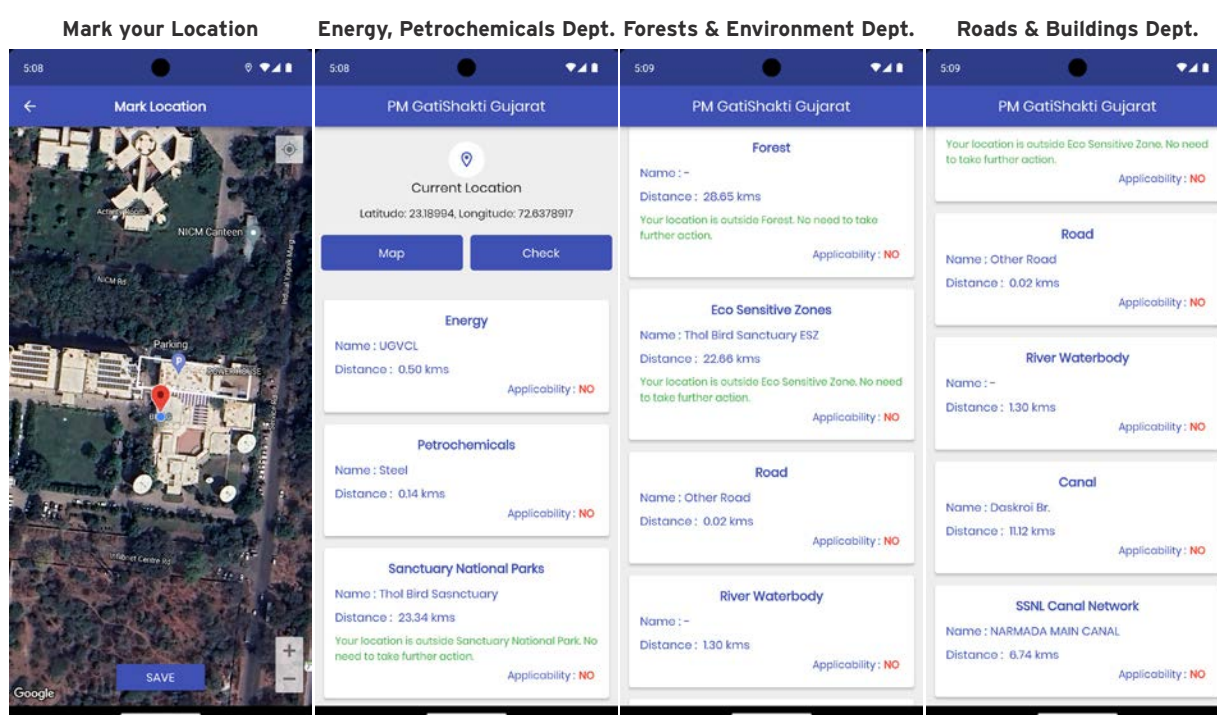 Mark your Location
5:08
Mark Location
Activity Room
NICM Canteen
NICM Rd
Indulal Yagnik Marg
Parking
P
POWERHOUSE
Infibnet Centre Rd
SAVE
Google
+
−
Energy, Petrochemicals Dept.
5:08
PM GatiShakti Gujarat
Current Location
Latitude: 23.18994, Longitude: 72.6378917
Map
Check
Energy
Name : UGVCL
Distance : 0.50 kms
Applicability : NO
Petrochemicals
Name : Steel
Distance : 0.14 kms
Applicability : NO
Sanctuary National Parks
Name : Thol Bird Sasnctuary
Distance : 23.34 kms
Your location is outside Sanctuary National Park. No
need to take further action.
Applicability : NO
Forests & Environment Dept.
5:09
PM GatiShakti Gujarat
Forest
Name : -
Distance : 28.65 kms
Your location is outside Forest. No need to take
further action.
Applicability : NO
Eco Sensitive Zones
Name : Thol Bird Sanctuary ESZ
Distance : 22.66 kms
Your location is outside Eco Sensitive Zone. No need
to take further action.
Applicability : NO
Road
Name : Other Road
Distance : 0.02 kms
Applicability : NO
River Waterbody
Name : -
Distance : 1.30 kms
Applicability : NO
Roads & Buildings Dept.
5:09
PM GatiShakti Gujarat
Your location is outside Eco Sensitive Zone. No need
to take further action.
Applicability : NO
Road
Name : Other Road
Distance : 0.02 kms
Applicability : NO
River Waterbody
Name : -
Distance : 1.30 kms
Applicability : NO
Canal
Name : Daskroi Br.
Distance : 11.12 kms
Applicability : NO
SSNL Canal Network
Name : NARMADA MAIN CANAL
Distance : 6.74 kms
Applicability : NO